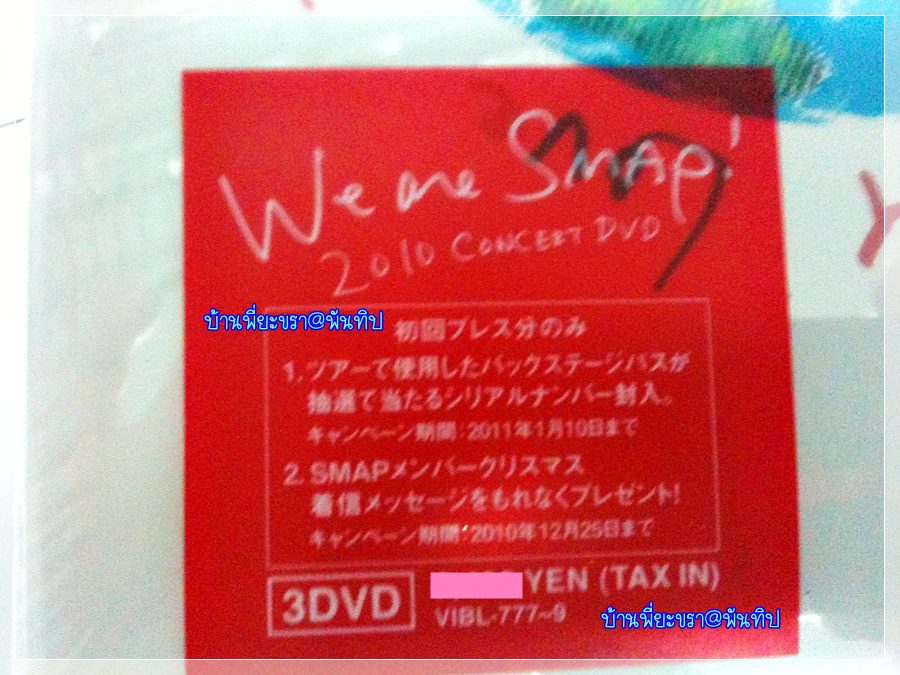 We are SMAP!
2010 CONCERT DVD
บ้านพี่ยะขรา@พันทิป
初回プレス分のみ
1. ツアーで使用したバックステージパスが
抽選で当たるシリアルナンバー封入。
キャンペーン期間:2011年1月10日まで
2. SMAPメンバークリスマス
着信メッセージをもれなくプレゼント!
キャンペーン期間:2010年12月25日まで
3DVD
YEN (TAX IN)
VIBL-777~9
บ้านพี่ยะขรา@พันทิป